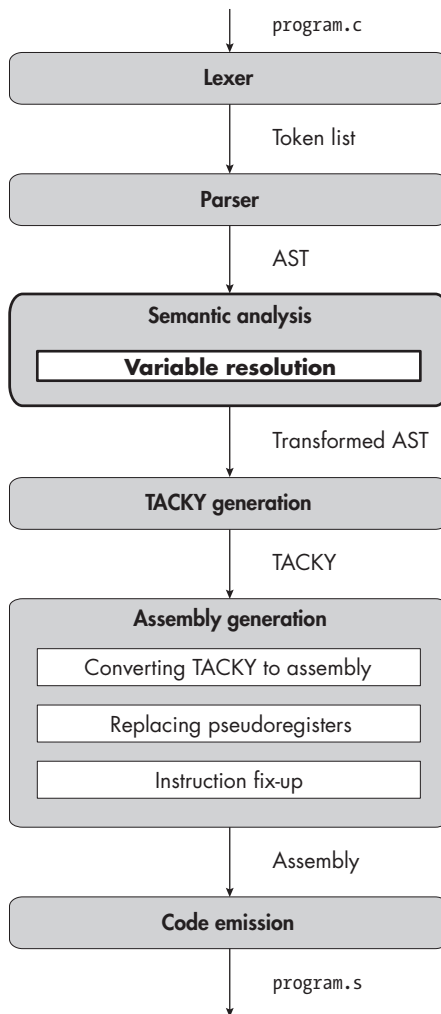 program.c
Lexer
Token list
Parser
AST
Semantic analysis
Variable resolution
Transformed AST
TACKY generation
TACKY
Assembly generation
Converting TACKY to assembly
Replacing pseudoregisters
Instruction fix-up
Assembly
Code emission
program.s